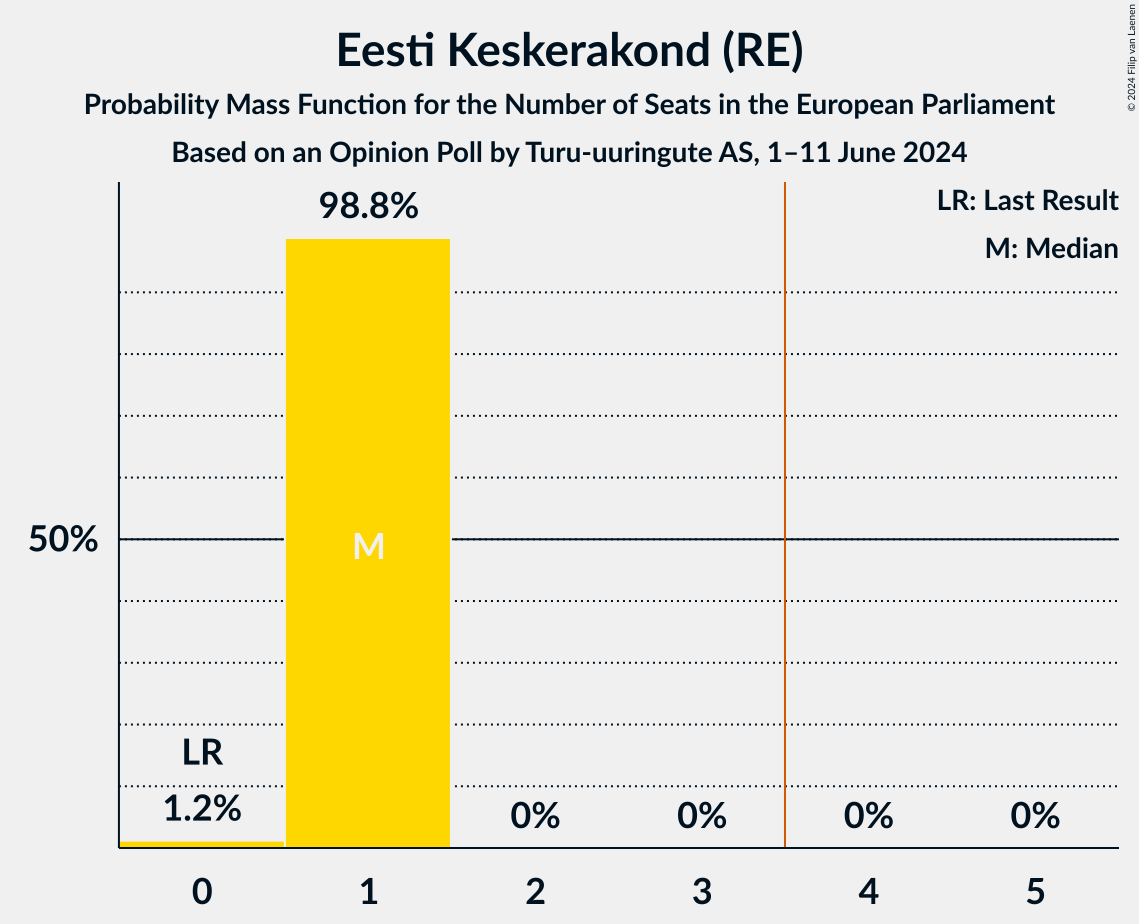 Eesti Keskerakond (RE)
Probability Mass Function for the Number of Seats in the European Parliament
Based on an Opinion Poll by Turu-uuringute AS, 1–11 June 2024
© 2024 Filip van Laenen
LR: Last Result
M: Median
98.8%
50%
M
LR
1.2%
0%
0%
0%
0%
0
1
2
3
4
5